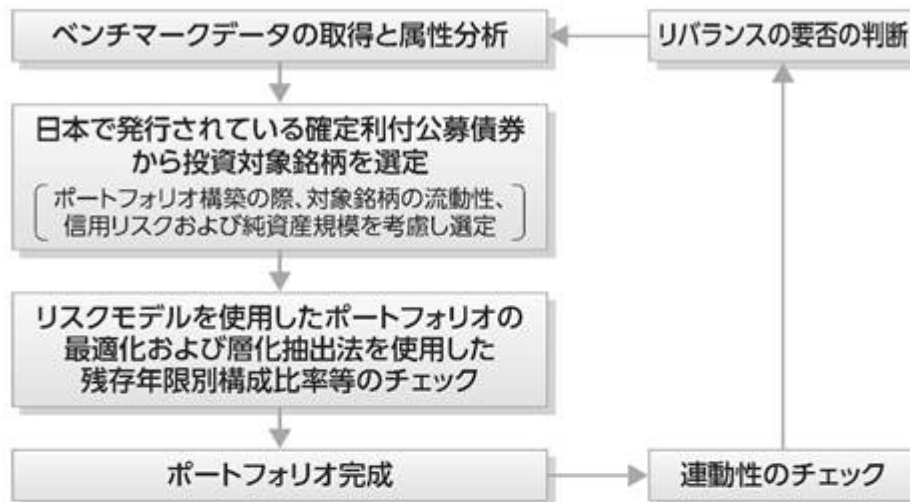 ベンチマークデータの取得と属性分析
リバランスの要否の判断
日本で発行されている確定利付公募債券
から投資対象銘柄を選定
ポートフォリオ構築の際、対象銘柄の流動性、
信用リスクおよび純資産規模を考慮し選定
リスクモデルを使用したポートフォリオの
最適化および層化抽出法を使用した
残存年限別構成比率等のチェック
ポートフォリオ完成
連動性のチェック